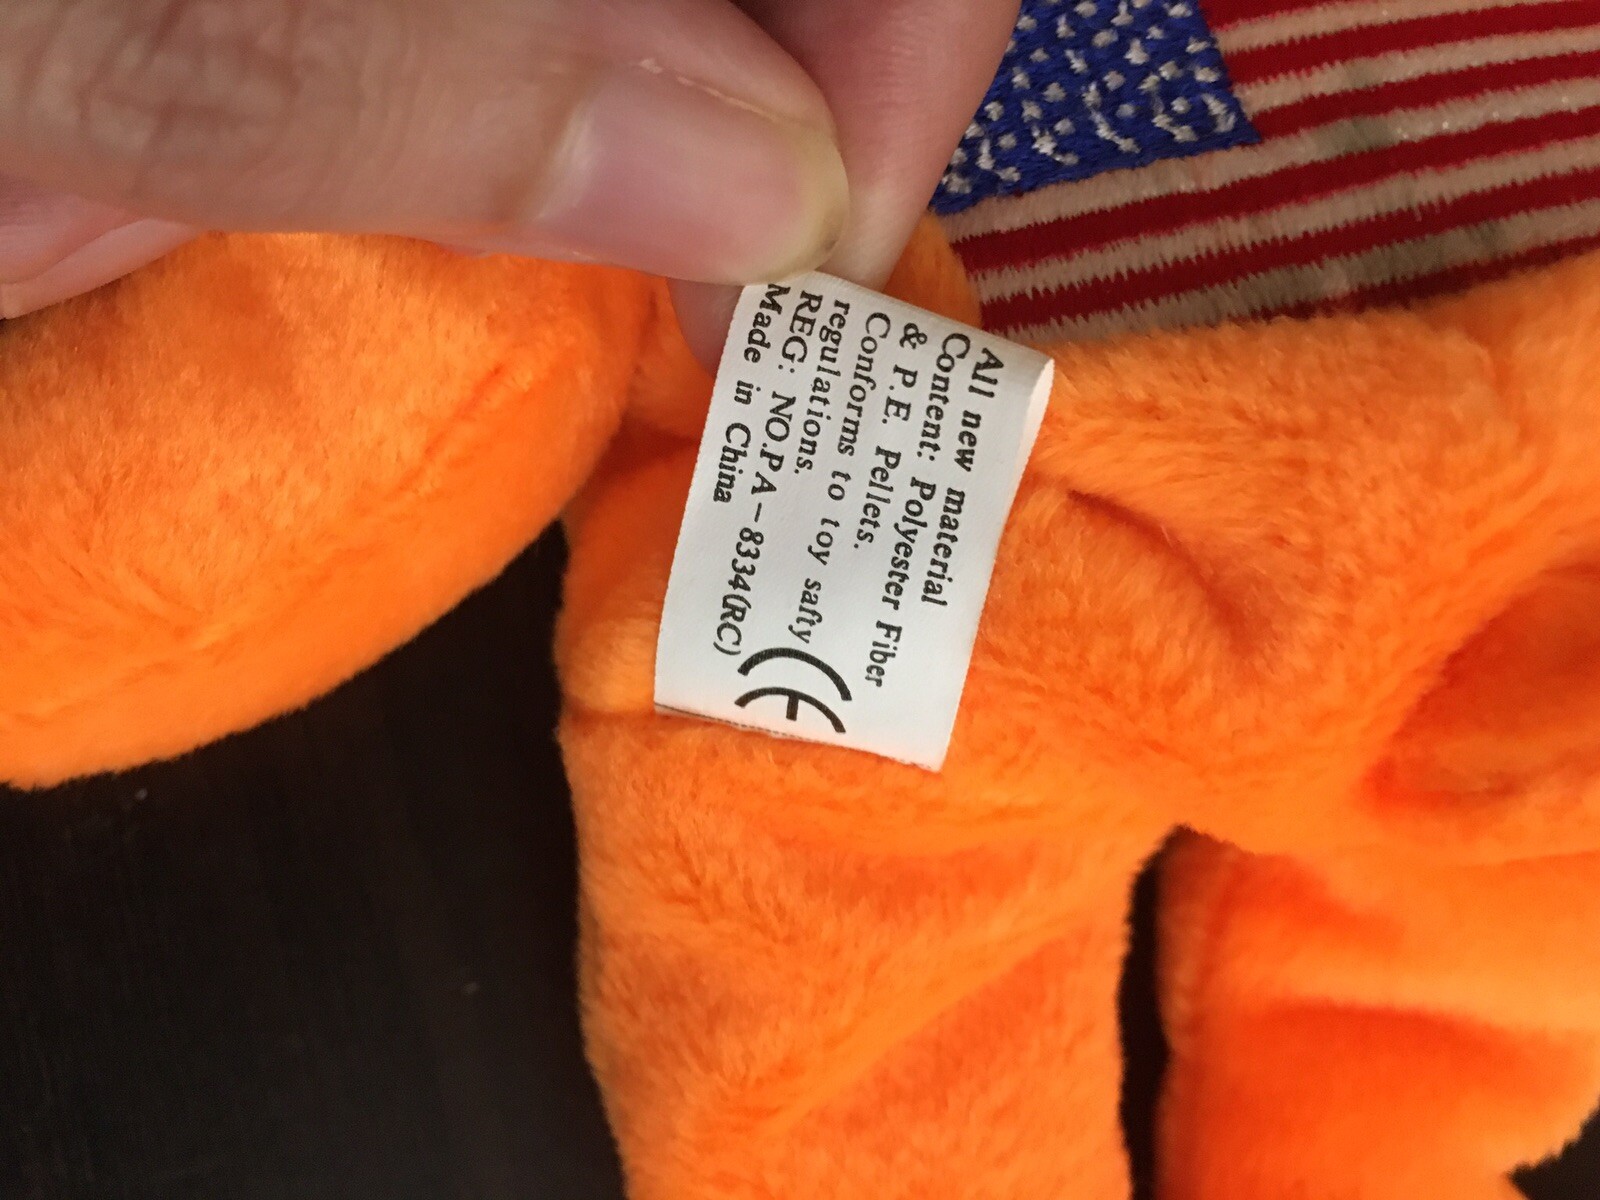 All new material
Content: Polyester Fiber
& P.E. Pellets.
Conforms to toy safty
regulations.
REG: NO.PA-8334(RC)
Made in China
CE